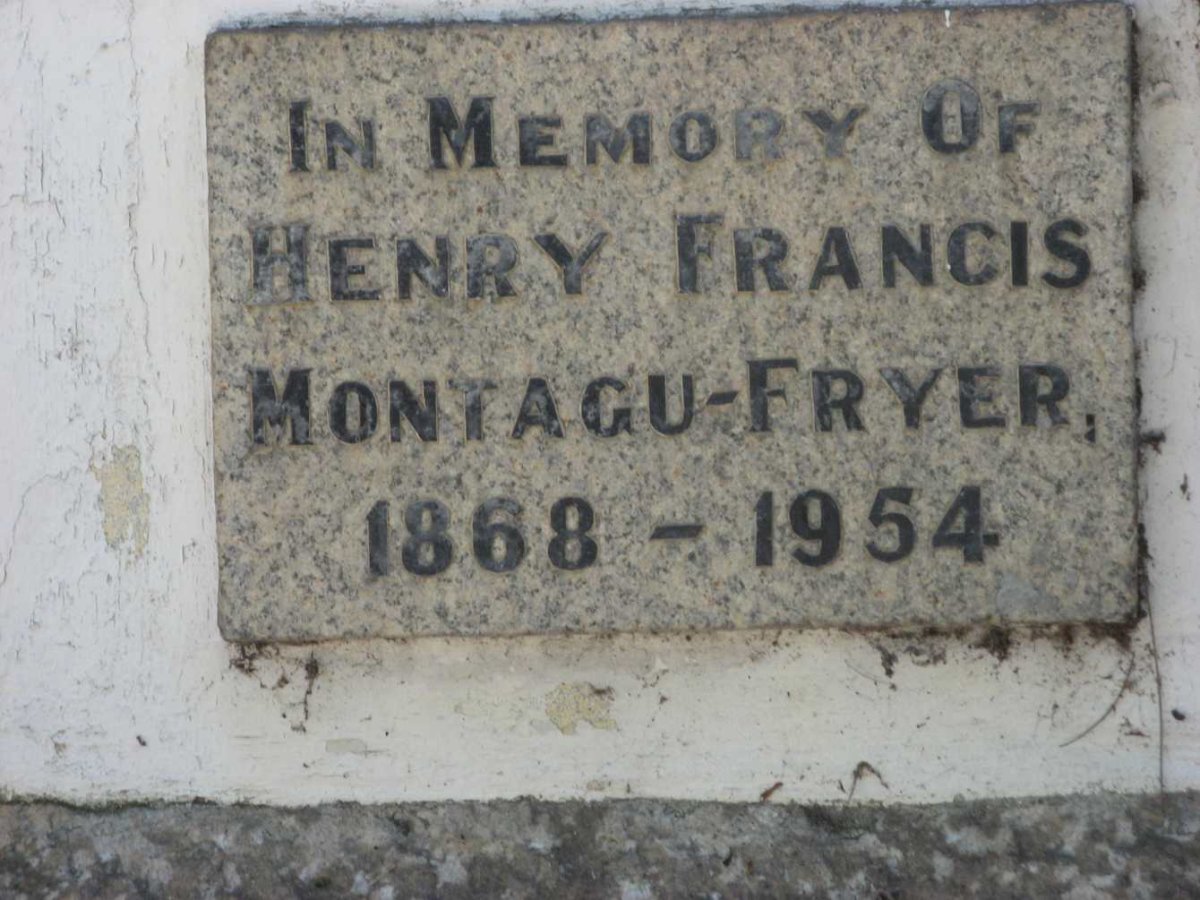 In Memory Of
Henry Francis
Montagu-Fryer,
1868 - 1954